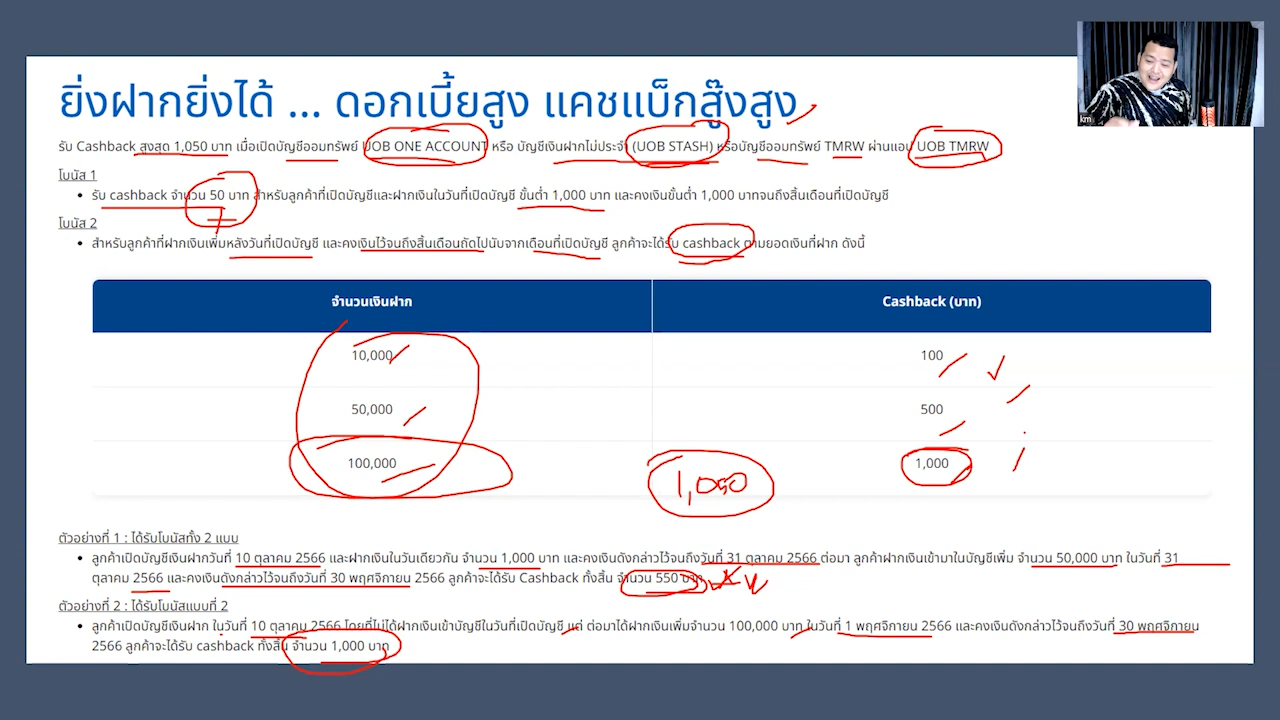 ยิ่งฝากยิ่งได้ ... ดอกเบี้ยสูง แคชแบ็กสู๊งสูง
รับ Cashback สูงสุด 1,050 บาท เมื่อเปิดบัญชีออมทรัพย์ UOB ONE ACCOUNT หรือ บัญชีเงินฝากไม่ประจำ (UOB STASH) หรือบัญชีออมทรัพย์ TMRW ผ่านแอป UOB TMRW
โบนัส 1
• รับ cashback จำนวน 50 บาท สำหรับลูกค้าที่เปิดบัญชีและฝากเงินในวันที่เปิดบัญชี ขั้นต่ำ 1,000 บาท และคงเงินขั้นต่ำ 1,000 บาทจนถึงสิ้นเดือนที่เปิดบัญชี
โบนัส 2
• สำหรับลูกค้าที่ฝากเงินเพิ่มหลังวันที่เปิดบัญชี และคงเงินไว้จนถึงสิ้นเดือนถัดไปนับจากเดือนที่เปิดบัญชี ลูกค้าจะได้รับ cashback ตามยอดเงินที่ฝาก ดังนี้
จำนวนเงินฝาก Cashback (บาท)
10,000 100
50,000 500
100,000 1,000
1,050
ตัวอย่างที่ 1 : ได้รับโบนัสทั้ง 2 แบบ
• ลูกค้าเปิดบัญชีเงินฝากวันที่ 10 ตุลาคม 2566 และฝากเงินในวันเดียวกัน จำนวน 1,000 บาท และคงเงินดังกล่าวไว้จนถึงวันที่ 31 ตุลาคม 2566 ต่อมา ลูกค้าฝากเงินเข้ามาในบัญชีเพิ่ม จำนวน 50,000 บาท ในวันที่ 31
ตุลาคม 2566 และคงเงินดังกล่าวไว้จนถึงวันที่ 30 พฤศจิกายน 2566 ลูกค้าจะได้รับ Cashback ทั้งสิ้น จำนวน 550 บาท
ตัวอย่างที่ 2 : ได้รับโบนัสแบบที่ 2
• ลูกค้าเปิดบัญชีเงินฝาก ในวันที่ 10 ตุลาคม 2566 โดยที่ไม่ได้ฝากเงินเข้าบัญชีในวันที่เปิดบัญชี แต่ ต่อมาได้ฝากเงินเพิ่มจำนวน 100,000 บาท ในวันที่ 1 พฤศจิกายน 2566 และคงเงินดังกล่าวไว้จนถึงวันที่ 30 พฤศจิกายน
2566 ลูกค้าจะได้รับ cashback ทั้งสิ้น จำนวน 1,000 บาท